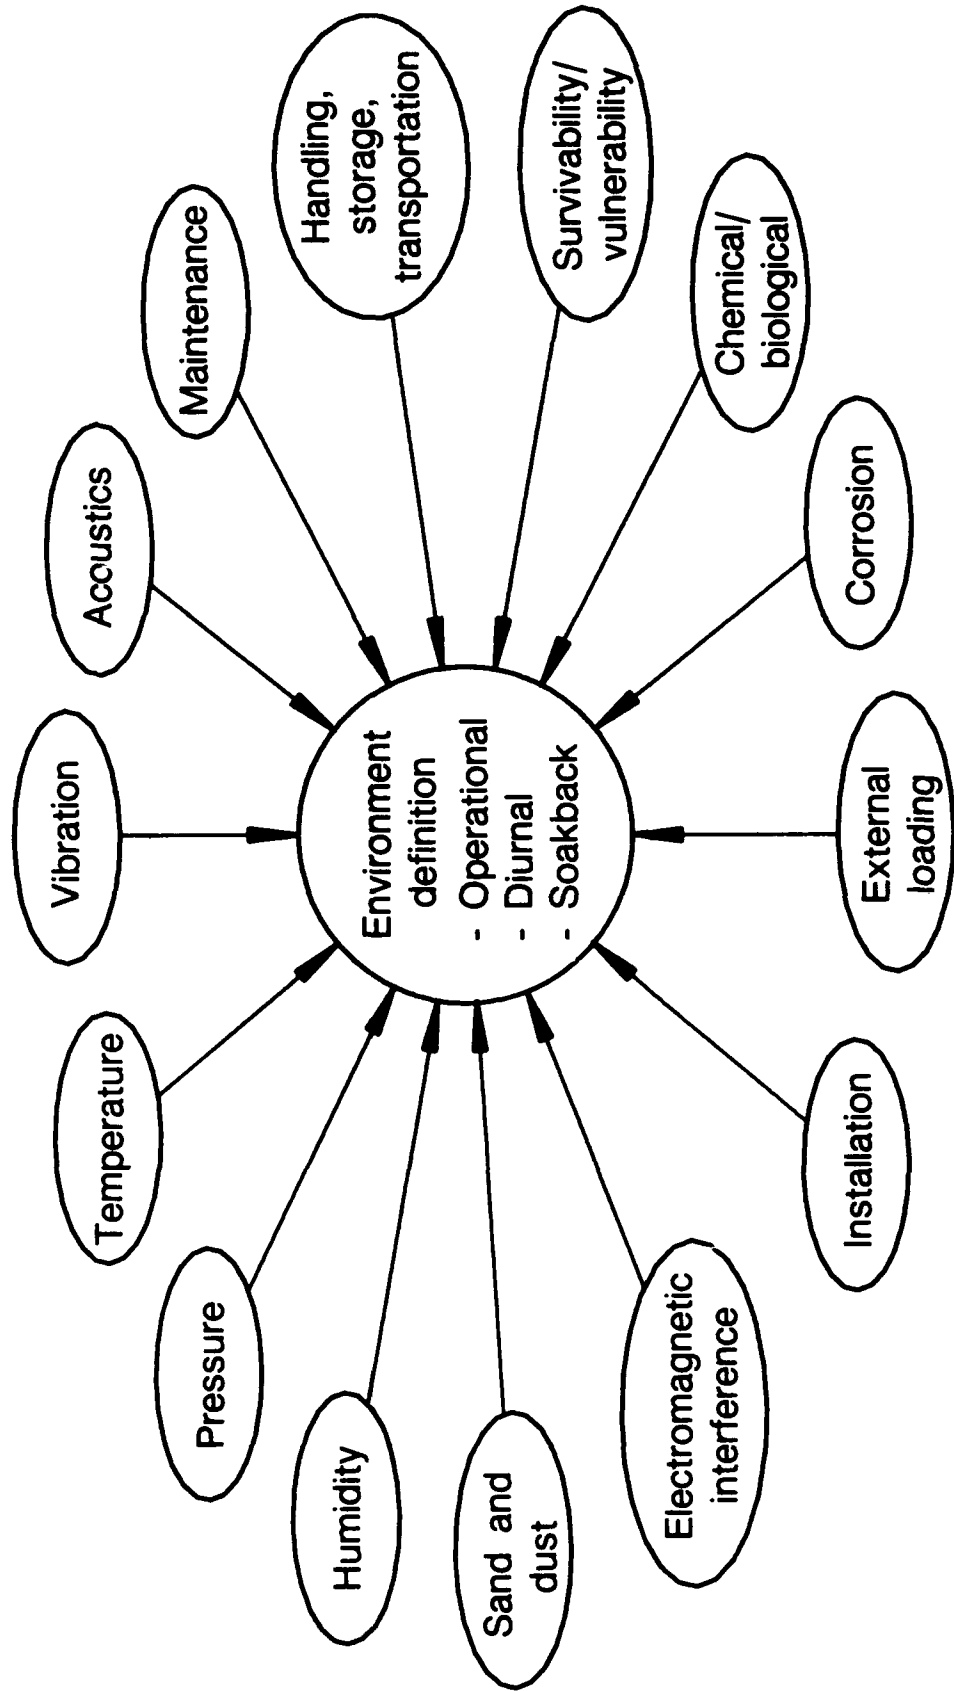 Vibration
Acoustics
Maintenance
Handling,
storage,
transportation
Survivability/
vulnerability
Chemical/
biological
Corrosion
External
loading
Installation
Electromagnetic
interference
Sand and
dust
Humidity
Pressure
Temperature
Environment
definition
- Operational
- Diurnal
- Soakback